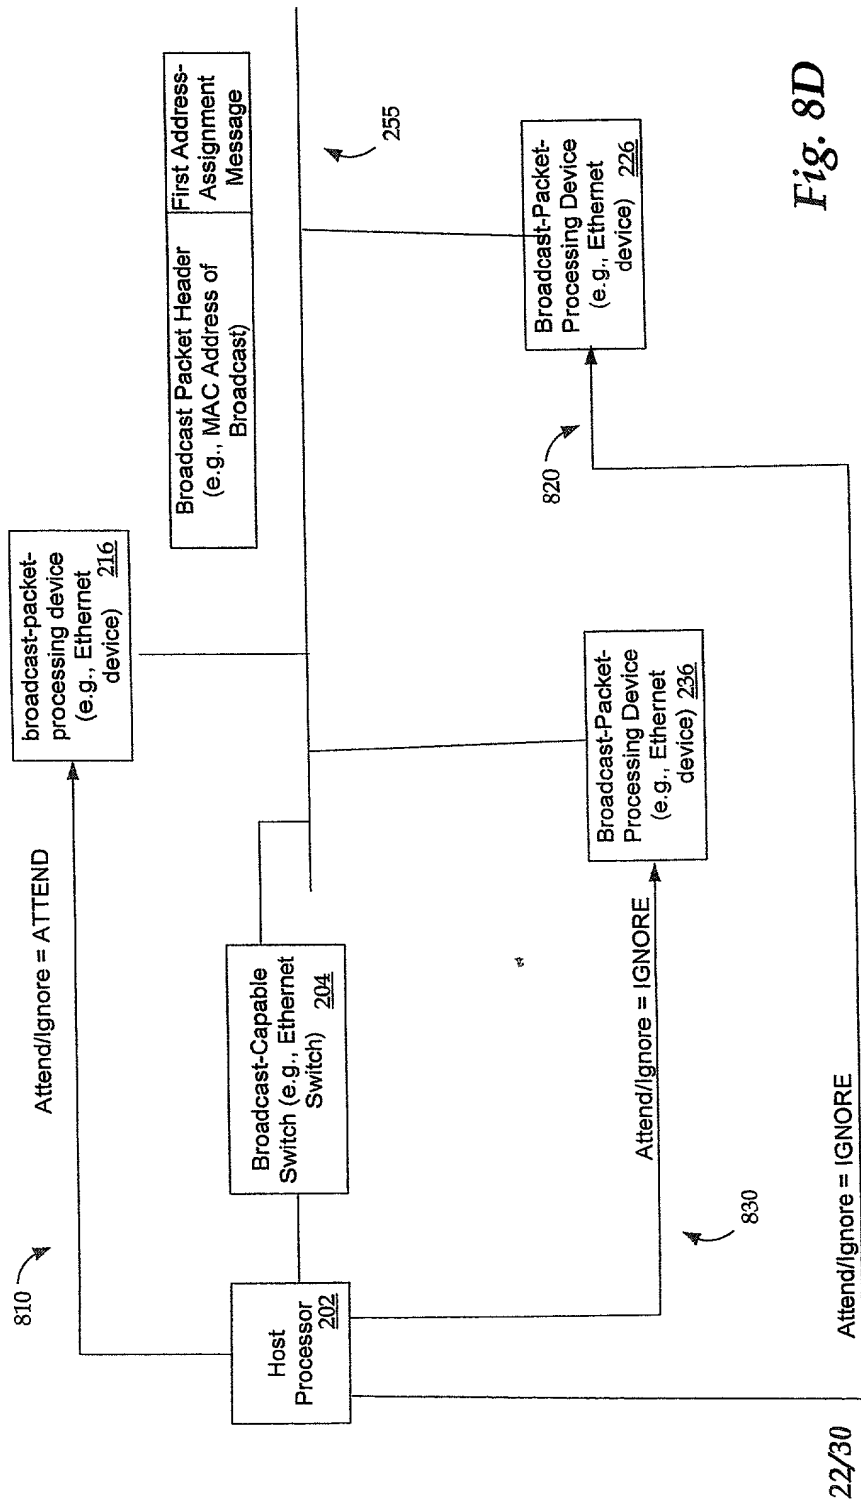 810
Attend/Ignore = ATTEND
broadcast-packet-
processing device
(e.g., Ethernet
device) 216
Broadcast Packet Header
(e.g., MAC Address of
Broadcast)
First Address-
Assignment
Message
Host
Processor
202
Broadcast-Capable
Switch (e.g., Ethernet
Switch) 204
255
Attend/Ignore = IGNORE
830
Broadcast-Packet-
Processing Device
(e.g., Ethernet
device) 236
820
Broadcast-Packet-
Processing Device
(e.g., Ethernet
device) 226
Attend/Ignore = IGNORE
22/30
Fig. 8D